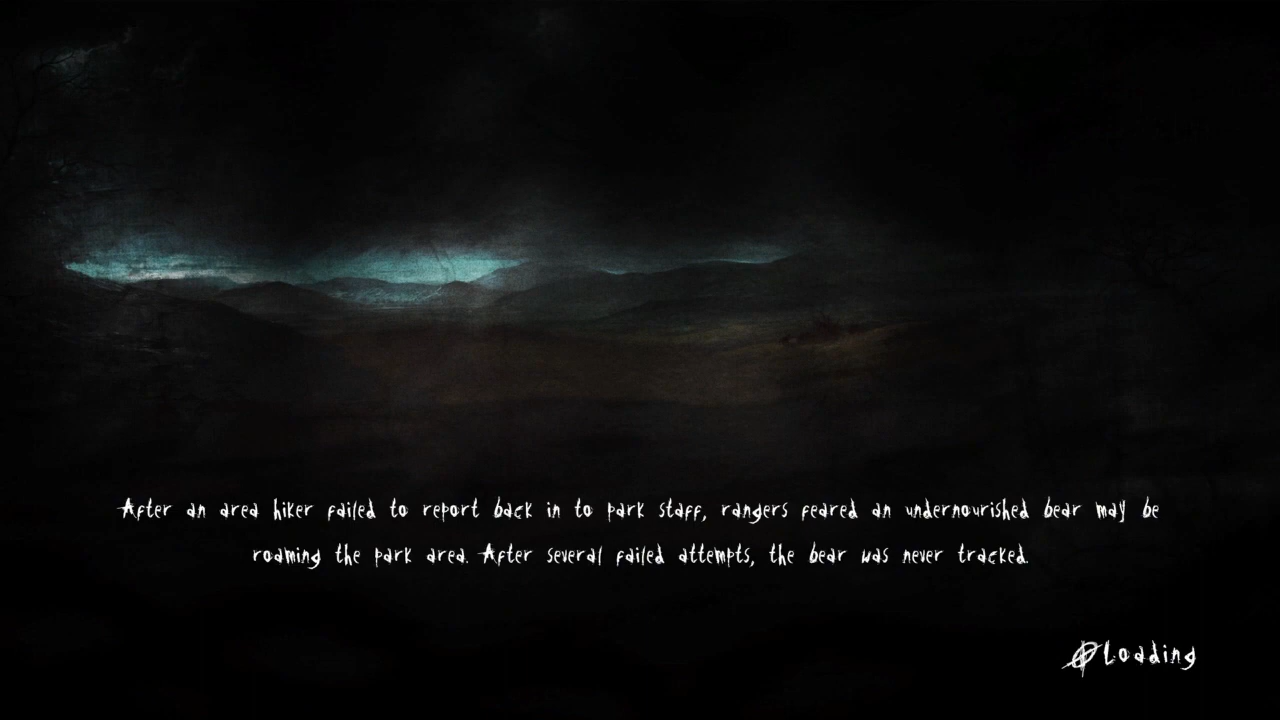 After an area hiker failed to report back in to park staff, rangers feared an undernourished bear may be
roaming the park area. After several failed attempts, the bear was never tracked.
Loading